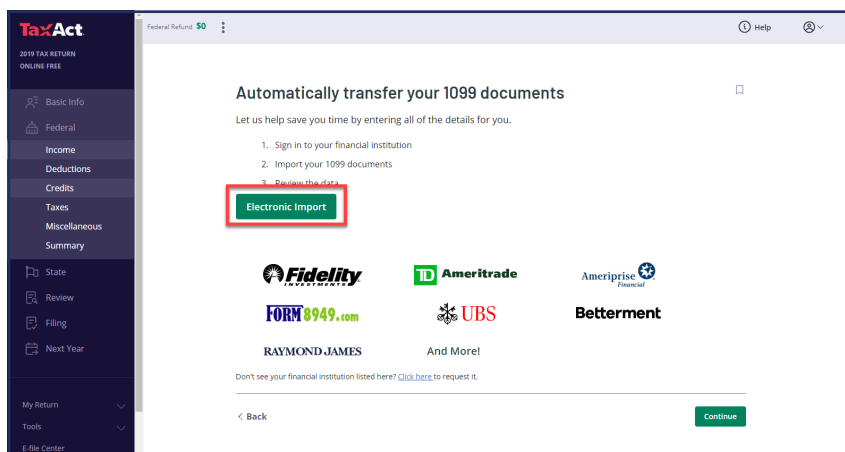 TaxAct
Federal Refund $0
Help
2019 TAX RETURN
ONLINE FREE
Basic Info
Federal
Income
Deductions
Credits
Taxes
Miscellaneous
Summary
State
Review
Filing
Next Year
My Return
Tools
E-file Center
Automatically transfer your 1099 documents
Let us help save you time by entering all of the details for you.
1. Sign in to your financial institution
2. Import your 1099 documents
3. Review the data
Electronic Import
Fidelity
INVESTMENTS
TD Ameritrade
Ameriprise
Financial
FORM8949.com
UBS
Betterment
RAYMOND JAMES
And More!
Don't see your financial institution listed here? Click here to request it.
< Back
Continue